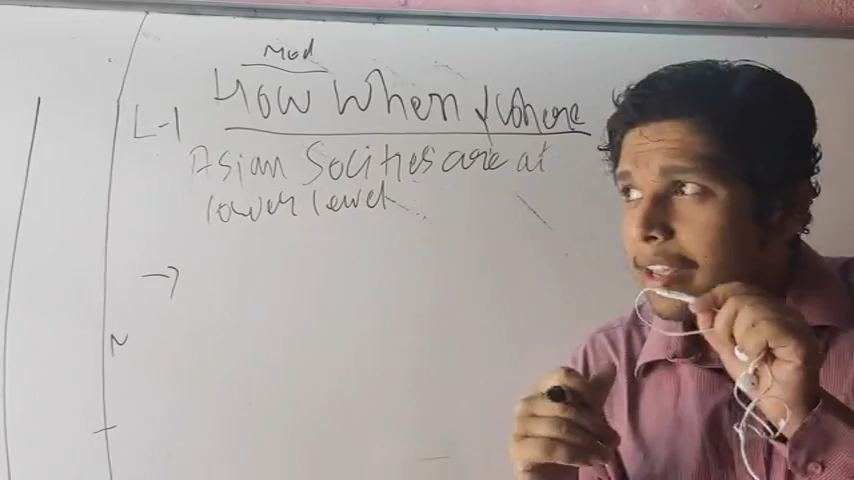 Mod
How When & Where
L-1
Asian Socities are at
lower level
→
N